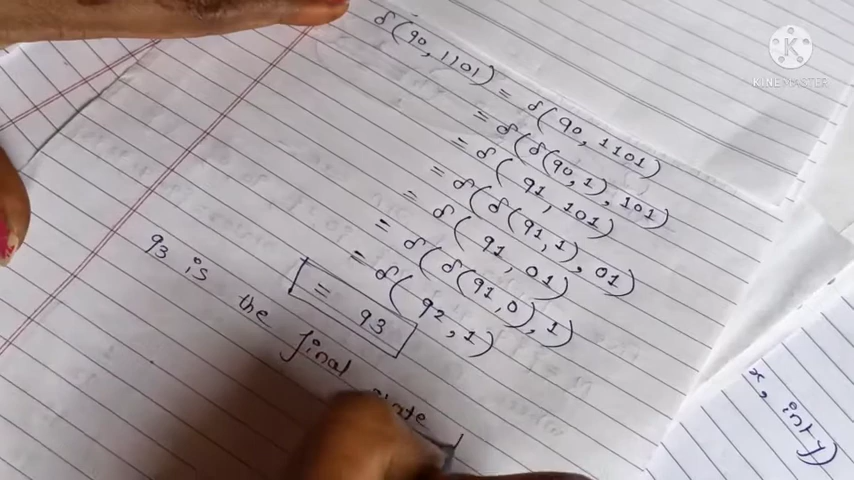 δ(q0, 1101) = δ(q0, 1101)
= δ(δ(q0,1), 101)
= δ(q1, 101)
= δ(δ(q1,1), 01)
= δ(q1, 01)
= δ(δ(q1,0), 1)
= δ(q2, 1)
= q3
q3 is the final state
x, inty)
KINEMASTER